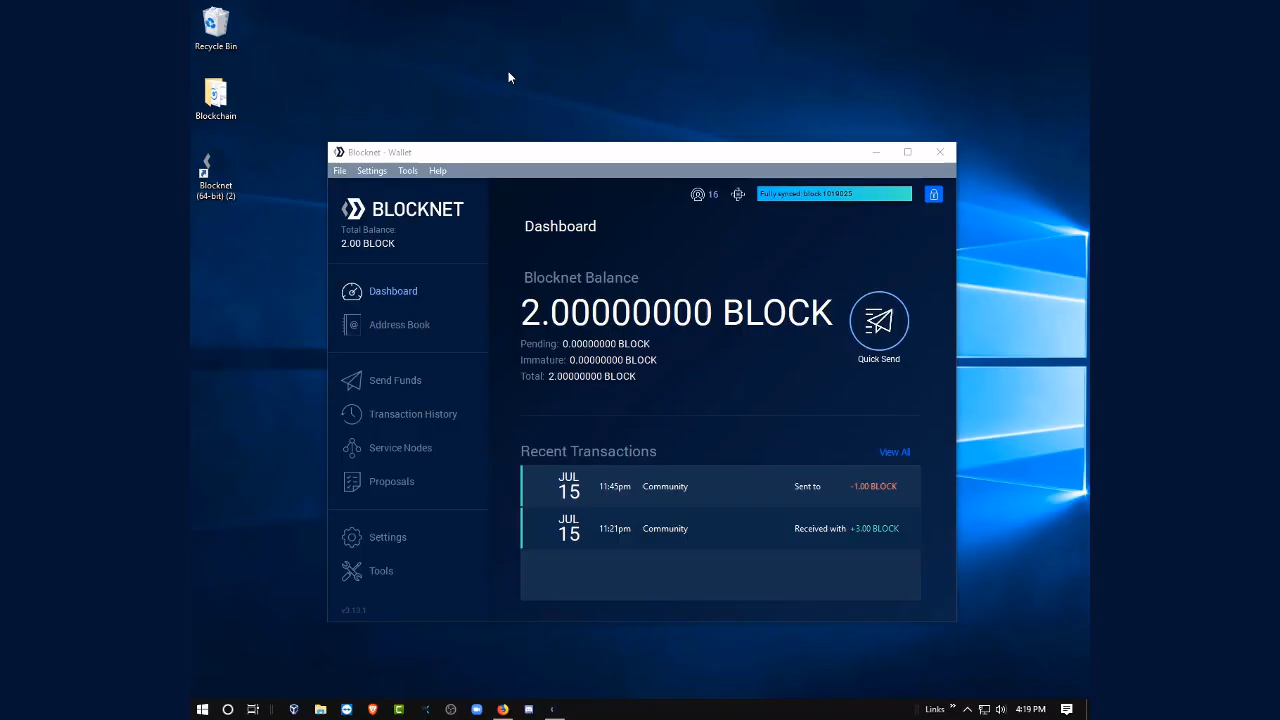 Recycle Bin
Blockchain
Blocknet
(64-bit) (2)
Blocknet - Wallet
File Settings Tools Help
BLOCKNET
Total Balance:
2.00 BLOCK
16
Fully synced: block 1019025
Dashboard
Address Book
Send Funds
Transaction History
Service Nodes
Proposals
Settings
Tools
v3.13.1
Dashboard
Blocknet Balance
2.00000000 BLOCK
Pending: 0.00000000 BLOCK
Immature: 0.00000000 BLOCK
Total: 2.00000000 BLOCK
Quick Send
Recent Transactions View All
JUL
15 11:45pm Community Sent to -1.00 BLOCK
JUL
15 11:21pm Community Received with +3.00 BLOCK
Links 4:19 PM